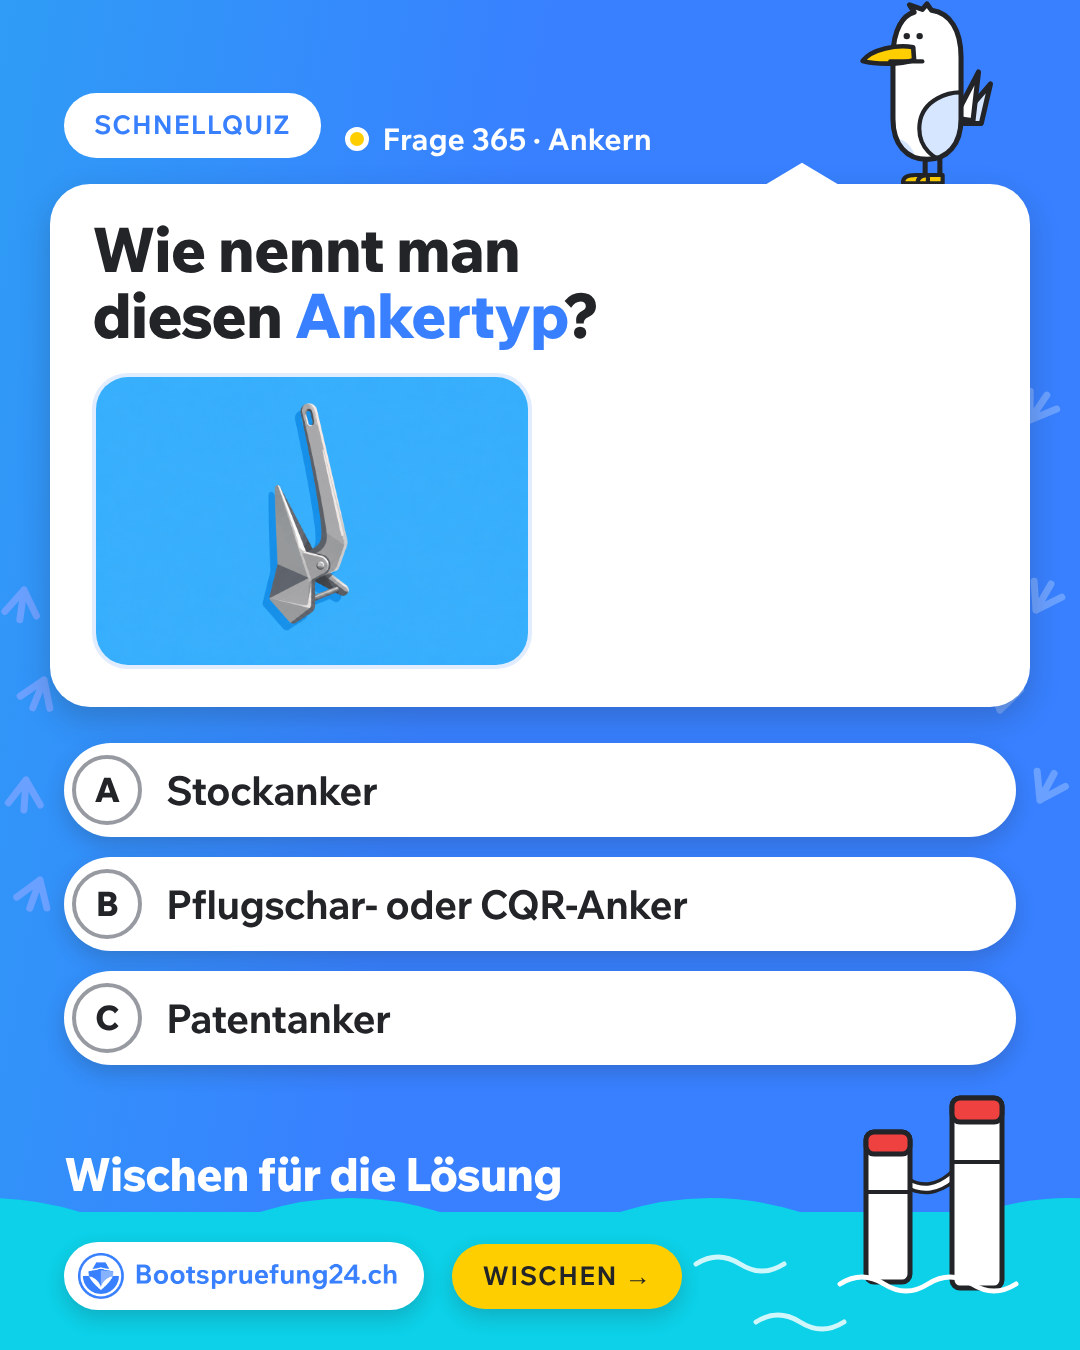 SCHNELLQUIZ
Frage 365 · Ankern
Wie nennt man
diesen Ankertyp?
A Stockanker
B Pflugschar- oder CQR-Anker
C Patentanker
Wischen für die Lösung
Bootspruefung24.ch
WISCHEN →